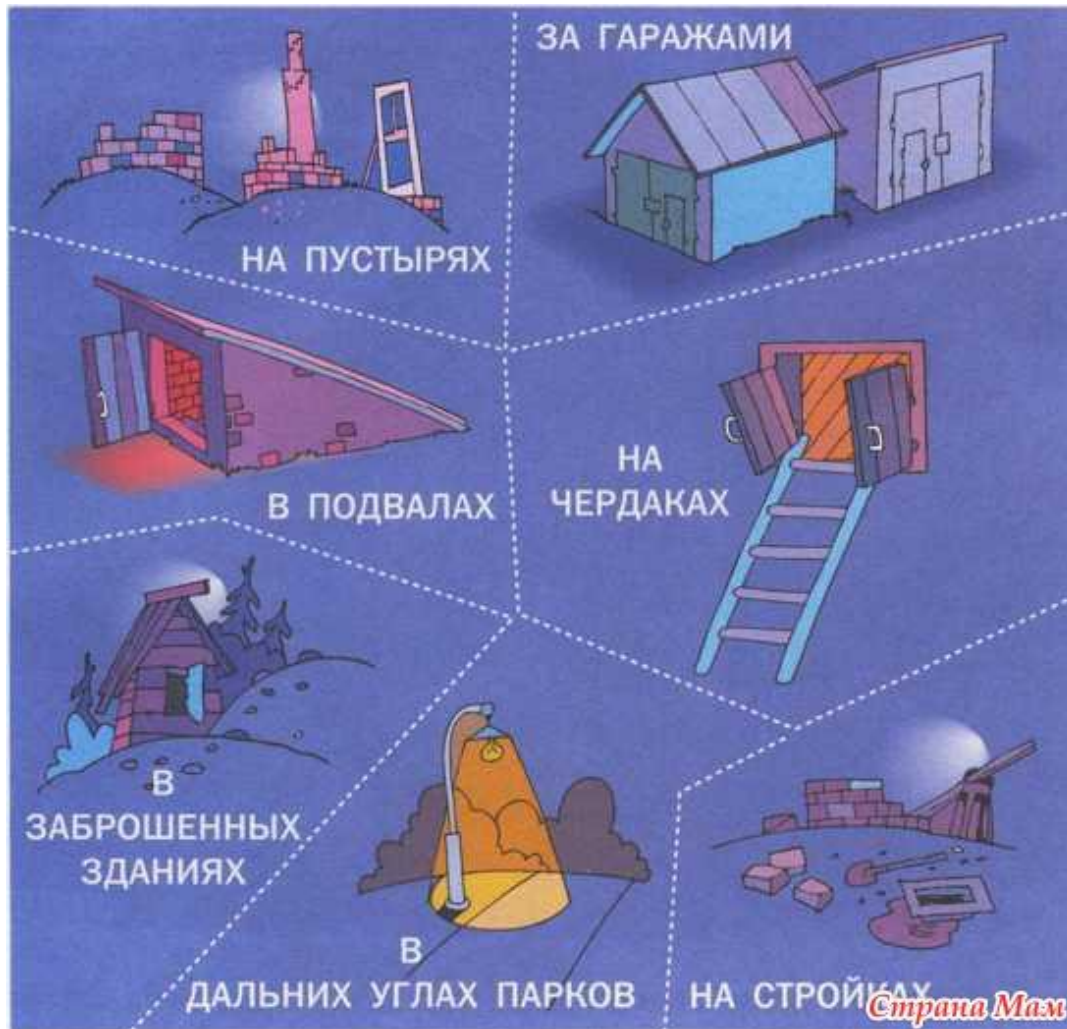 ЗА ГАРАЖАМИ
НА ПУСТЫРЯХ
В ПОДВАЛАХ
НА
ЧЕРДАКАХ
В
ЗАБРОШЕННЫХ
ЗДАНИЯХ
В
ДАЛЬНИХ УГЛАХ ПАРКОВ
НА СТРОЙКАХ
Страна Мам